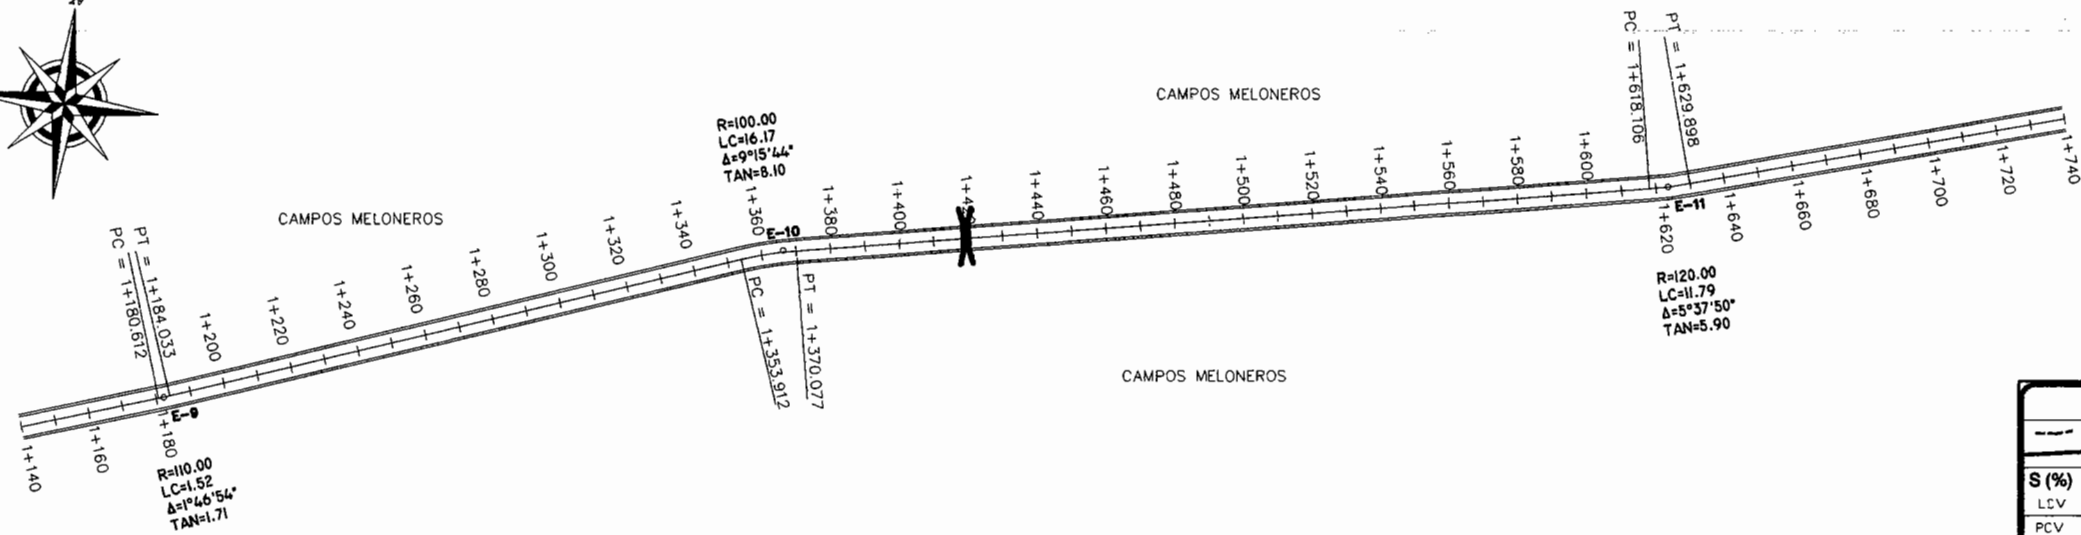 CAMPOS MELONEROS
R=100.00
LC=16.17
Δ=9°15'44"
TAN=8.10
CAMPOS MELONEROS
PC = 1+618.106
PT = 1+629.898
PC = 1+180.612
PT = 1+184.033
1+200
1+220
1+240
1+260
1+280
1+300
1+320
1+340
1+360
E-10
1+380
1+400
1+440
1+460
1+480
1+500
1+520
1+540
1+560
1+580
1+600
E-11
1+620
1+640
1+660
1+680
1+700
1+720
1+740
PC = 1+353.912
PT = 1+370.077
E-9
1+140
1+160
1+180
R=110.00
LC=1.52
Δ=1°46'54"
TAN=1.71
CAMPOS MELONEROS
R=120.00
LC=11.79
Δ=5°37'50"
TAN=5.90
S (%)
LCV
PCV